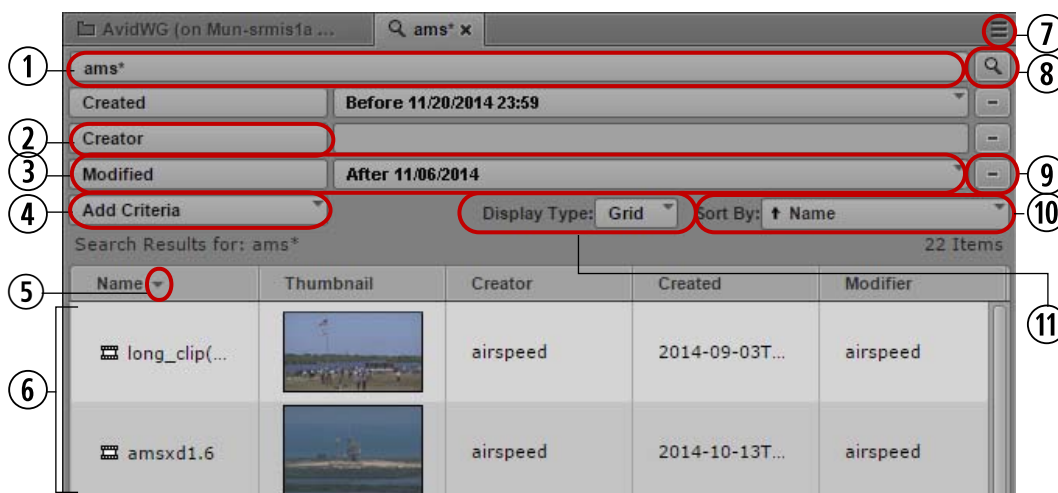 AvidWG (on Mun-srmis1a ... ams* x
7
1 ams* 8
Created Before 11/20/2014 23:59 -
2 Creator -
3 Modified After 11/06/2014 - 9
4 Add Criteria Display Type: Grid Sort By: Name 10
Search Results for: ams* 22 Items
5 Name Thumbnail Creator Created Modifier
11
long_clip(... airspeed 2014-09-03T... airspeed
6
amsxd1.6 airspeed 2014-10-13T... airspeed